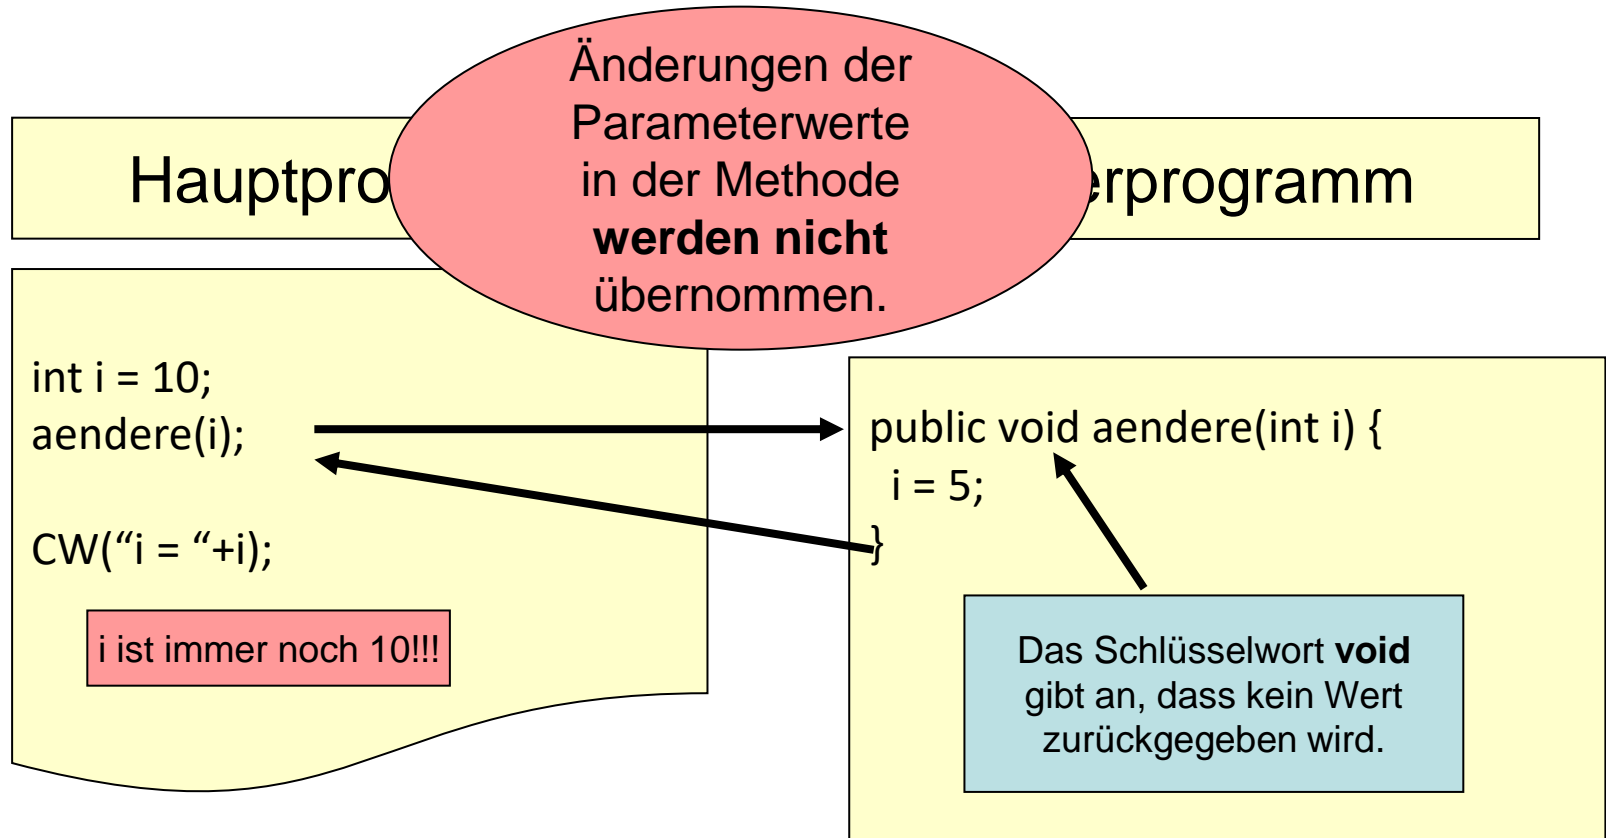 Änderungen der
Parameterwerte
in der Methode
werden nicht
übernommen.
Hauptpro
erprogramm
int i = 10;
aendere(i);
CW(“i = “+i);
i ist immer noch 10!!!
public void aendere(int i) {
i = 5;
}
Das Schlüsselwort void
gibt an, dass kein Wert
zurückgegeben wird.